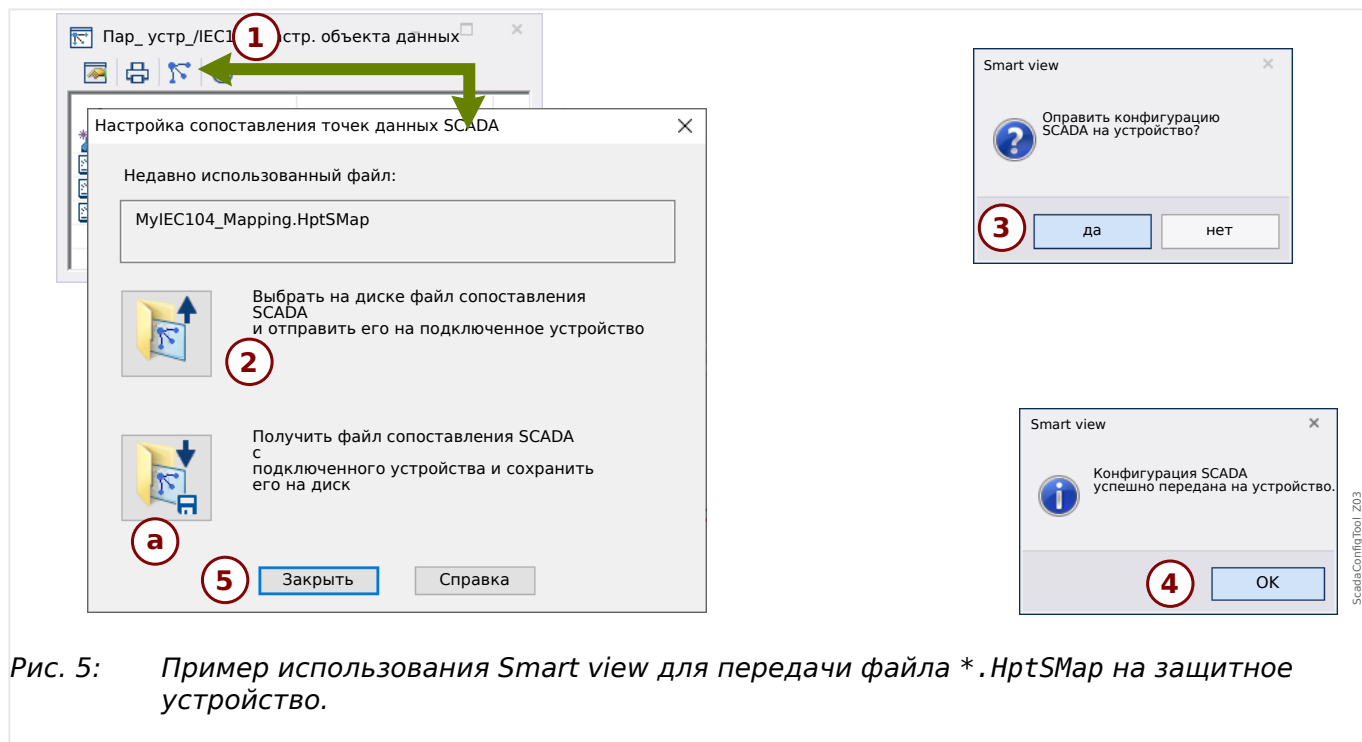 Пар_ устр_/IEC1 1 стр. объекта данных
Настройка сопоставления точек данных SCADA
Недавно использованный файл:
MyIEC104_Mapping.HptSMap
Выбрать на диске файл сопоставления
SCADA
и отправить его на подключенное устройство
2
Получить файл сопоставления SCADA
с
подключенного устройства и сохранить
его на диск
a
5 Закрыть Справка
Smart view
Оправить конфигурацию
SCADA на устройство?
3 да нет
Smart view
Конфигурация SCADA
успешно передана на устройство.
4 OK
ScadaConfigTool_Z03
Рис. 5: Пример использования Smart view для передачи файла *.HptSMap на защитное
устройство.